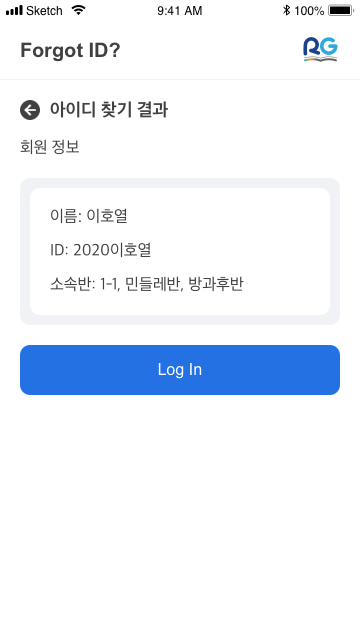 Sketch 9:41 AM 100%
Forgot ID? RG
아이디 찾기 결과
회원 정보
이름: 이호열
ID: 2020이호열
소속반: 1-1, 민들레반, 방과후반
Log In